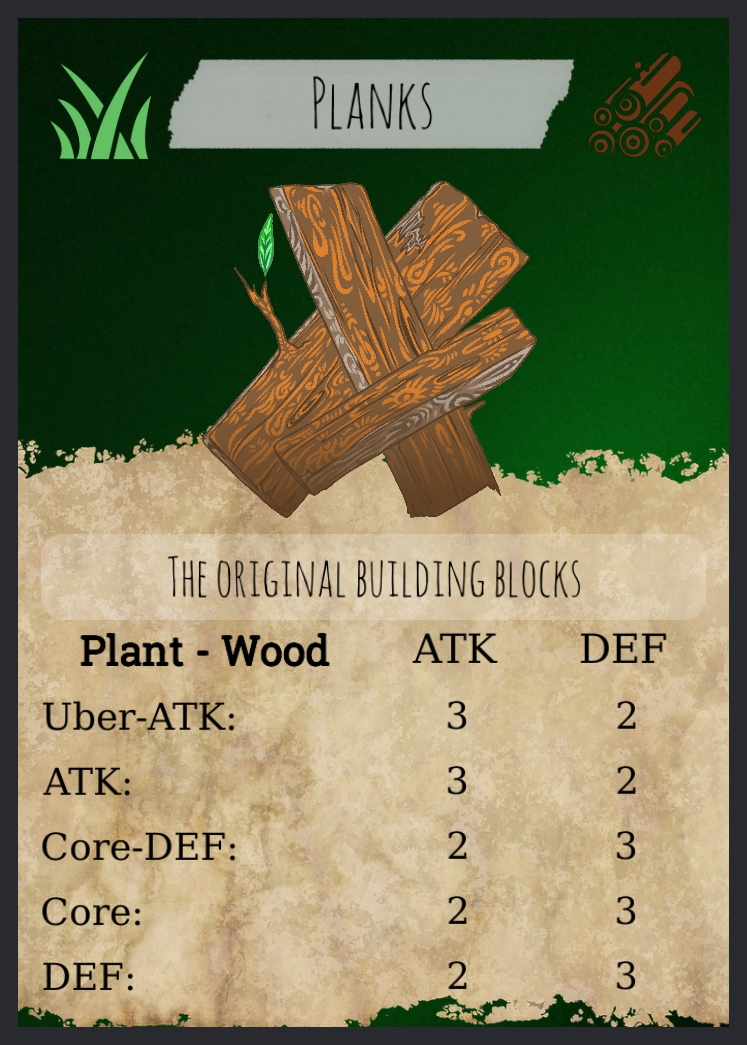 Planks
The original building blocks
Plant - Wood ATK DEF
Uber-ATK: 3 2
ATK: 3 2
Core-DEF: 2 3
Core: 2 3
DEF: 2 3